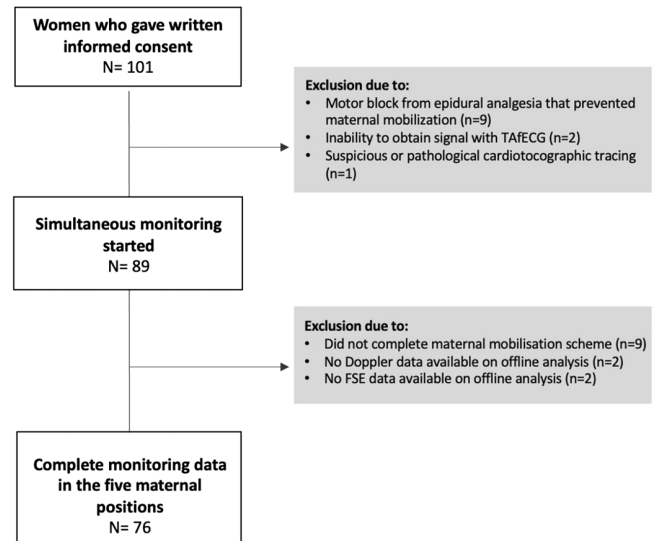 Women who gave written
informed consent
N= 101
Exclusion due to:
• Motor block from epidural analgesia that prevented
maternal mobilization (n=9)
• Inability to obtain signal with TAfECG (n=2)
• Suspicious or pathological cardiotocographic tracing
(n=1)
Simultaneous monitoring
started
N= 89
Exclusion due to:
• Did not complete maternal mobilisation scheme (n=9)
• No Doppler data available on offline analysis (n=2)
• No FSE data available on offline analysis (n=2)
Complete monitoring data
in the five maternal
positions
N= 76